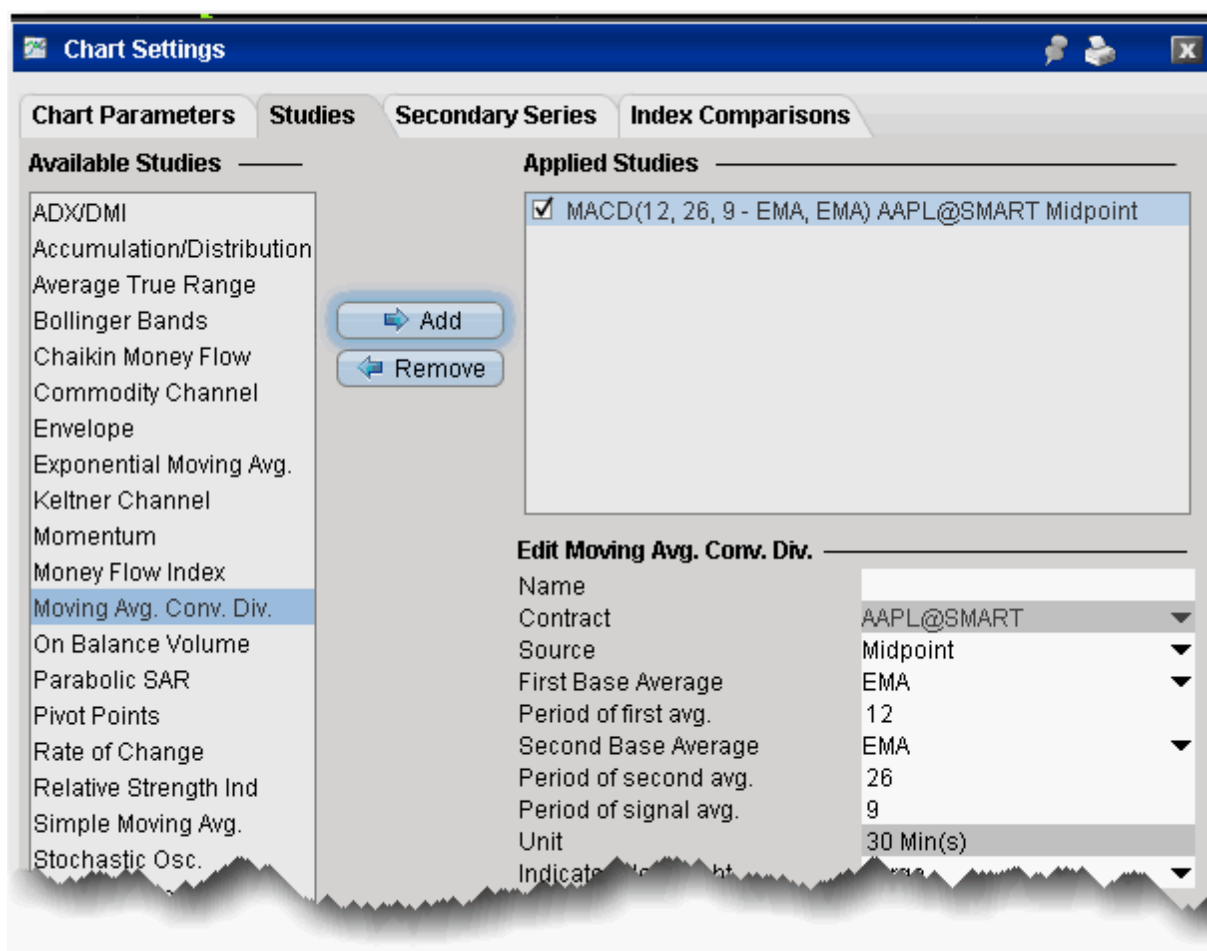 Chart Settings
Chart Parameters
Studies
Secondary Series
Index Comparisons
Available Studies
ADX/DMI
Accumulation/Distribution
Average True Range
Bollinger Bands
Chaikin Money Flow
Commodity Channel
Envelope
Exponential Moving Avg.
Keltner Channel
Momentum
Money Flow Index
Moving Avg. Conv. Div.
On Balance Volume
Parabolic SAR
Pivot Points
Rate of Change
Relative Strength Ind
Simple Moving Avg.
Stochastic Osc.
Add
Remove
Applied Studies
MACD(12, 26, 9 - EMA, EMA) AAPL@SMART Midpoint
Edit Moving Avg. Conv. Div.
Name
Contract AAPL@SMART
Source Midpoint
First Base Average EMA
Period of first avg. 12
Second Base Average EMA
Period of second avg. 26
Period of signal avg. 9
Unit 30 Min(s)